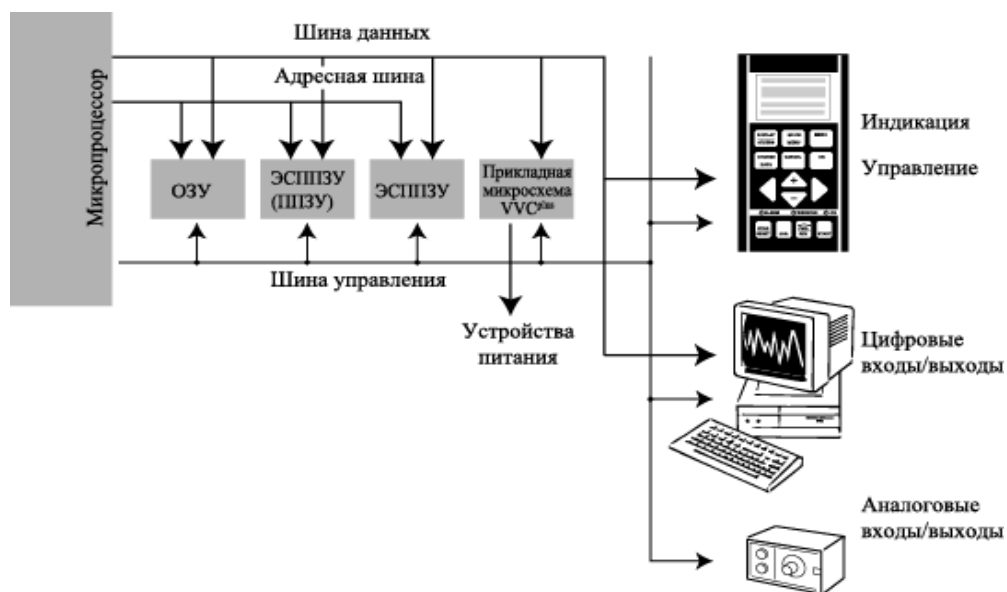 Шина данных
Адресная шина
Микропроцессор
ОЗУ
ЭСППЗУ
(ППЗУ)
ЭСППЗУ
Прикладная
микросхема
VVCplus
Шина управления
Устройства
питания
Индикация
Управление
Цифровые
входы/выходы
Аналоговые
входы/выходы